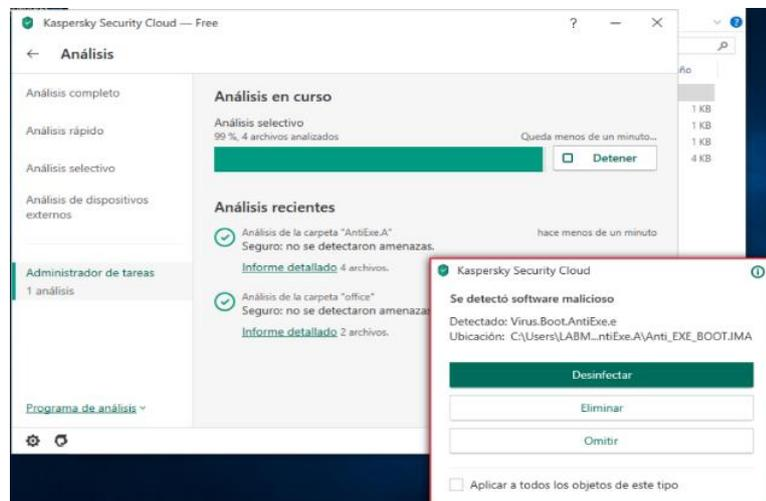 Kaspersky Security Cloud — Free
?
Análisis
Análisis completo
Análisis rápido
Análisis selectivo
Análisis de dispositivos
externos
Administrador de tareas
1 análisis
Programa de análisis
Análisis en curso
Análisis selectivo
99 %, 4 archivos analizados
Queda menos de un minuto...
Detener
Análisis recientes
Análisis de la carpeta "AntiExe.A"
hace menos de un minuto
Seguro: no se detectaron amenazas.
Informe detallado 4 archivos.
Análisis de la carpeta "office"
Seguro: no se detectaron amenazas
Informe detallado 2 archivos.
1 KB
1 KB
1 KB
4 KB
Kaspersky Security Cloud
Se detectó software malicioso
Detectado: Virus.Boot.AntiExe.e
Ubicación: C:\Users\LABM...ntiExe.A\Anti_EXE_BOOT.IMA
Desinfectar
Eliminar
Omitir
Aplicar a todos los objetos de este tipo